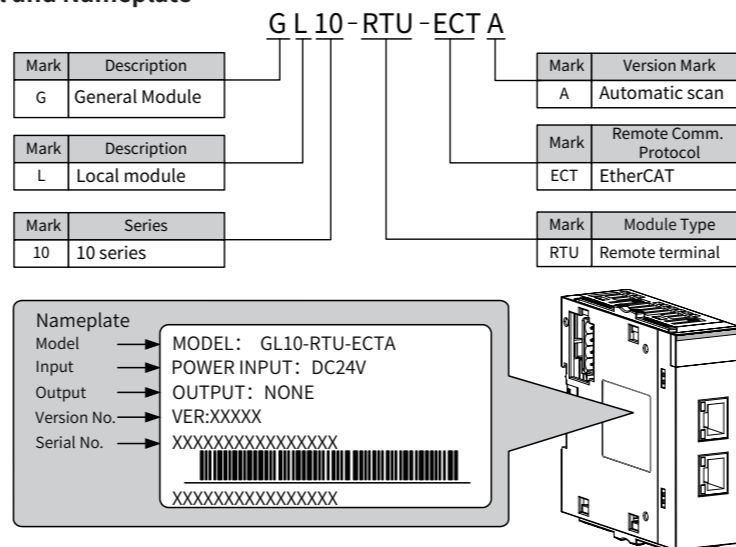 and Nameplate
GL10-RTU-ECTA
Mark Description
G General Module
Mark Description
L Local module
Mark Series
10 10 series
Mark Version Mark
A Automatic scan
Mark Remote Comm.
Protocol
ECT EtherCAT
Mark Module Type
RTU Remote terminal
Nameplate
Model
Input
Output
Version No.
Serial No.
MODEL: GL10-RTU-ECTA
POWER INPUT: DC24V
OUTPUT: NONE
VER:XXXXX
XXXXXXXXXXXXXXXX
XXXXXXXXXXXXXXXX